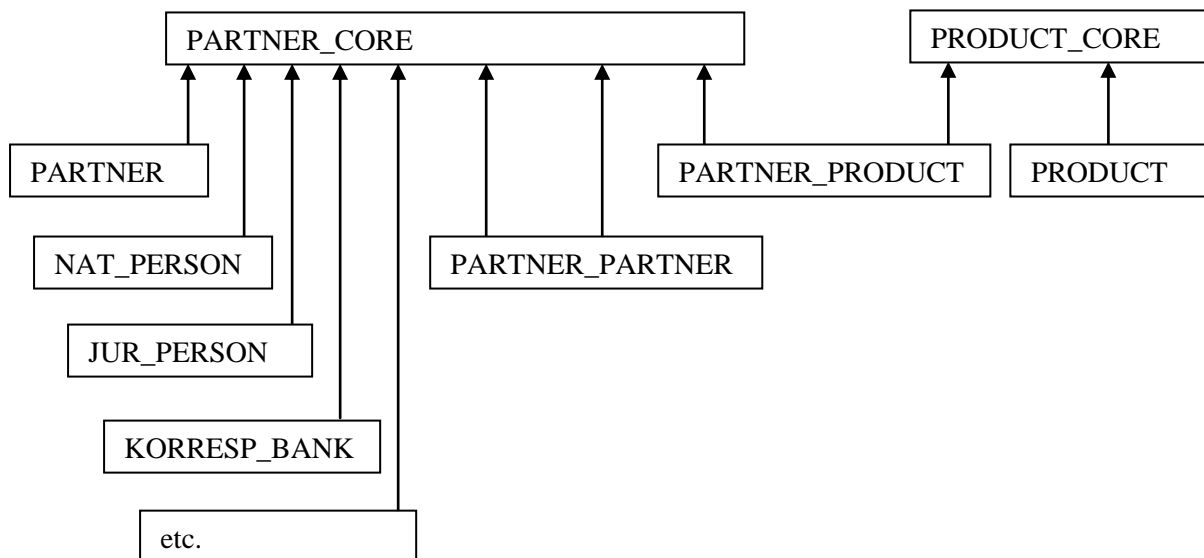 PARTNER_CORE
PRODUCT_CORE
PARTNER
PARTNER_PRODUCT
PRODUCT
NAT_PERSON
PARTNER_PARTNER
JUR_PERSON
KORRESP_BANK
etc.